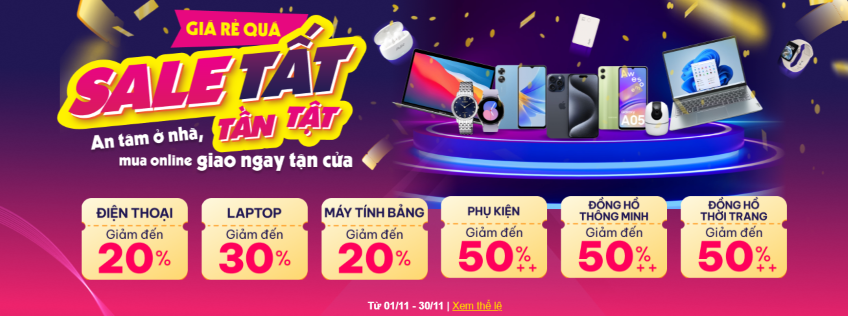 GIÁ RẺ QUÁ
SALE TẤT
TẦN TẬT
An tâm ở nhà,
mua online giao ngay tận cửa
Awes
A05
ĐIỆN THOẠI
Giảm đến
20%
LAPTOP
Giảm đến
30%
MÁY TÍNH BẢNG
Giảm đến
20%
PHỤ KIỆN
Giảm đến
50%++
ĐỒNG HỒ
THÔNG MINH
Giảm đến
50%++
ĐỒNG HỒ
THỜI TRANG
Giảm đến
50%++
Từ 01/11 - 30/11 | Xem thể lệ